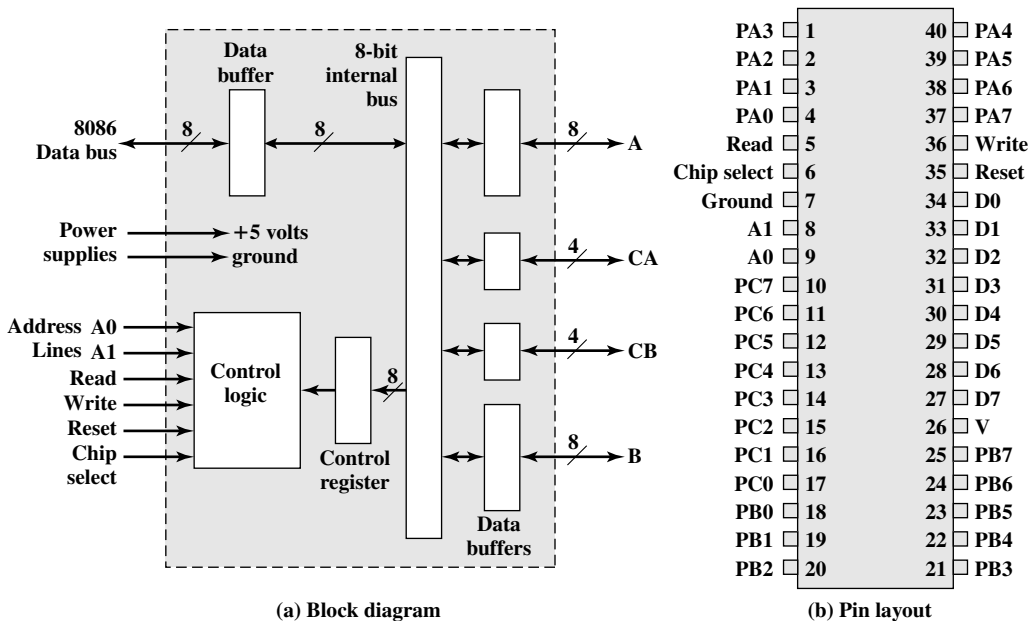 Data
buffer
8-bit
internal
bus
8086
Data bus
8
8
8
A
Power
supplies
+5 volts
ground
4
CA
Address A0
Lines A1
Read
Write
Reset
Chip
select
Control
logic
8
Control
register
4
CB
8
B
Data
buffers
(a) Block diagram
PA3 1 40 PA4
PA2 2 39 PA5
PA1 3 38 PA6
PA0 4 37 PA7
Read 5 36 Write
Chip select 6 35 Reset
Ground 7 34 D0
A1 8 33 D1
A0 9 32 D2
PC7 10 31 D3
PC6 11 30 D4
PC5 12 29 D5
PC4 13 28 D6
PC3 14 27 D7
PC2 15 26 V
PC1 16 25 PB7
PC0 17 24 PB6
PB0 18 23 PB5
PB1 19 22 PB4
PB2 20 21 PB3
(b) Pin layout